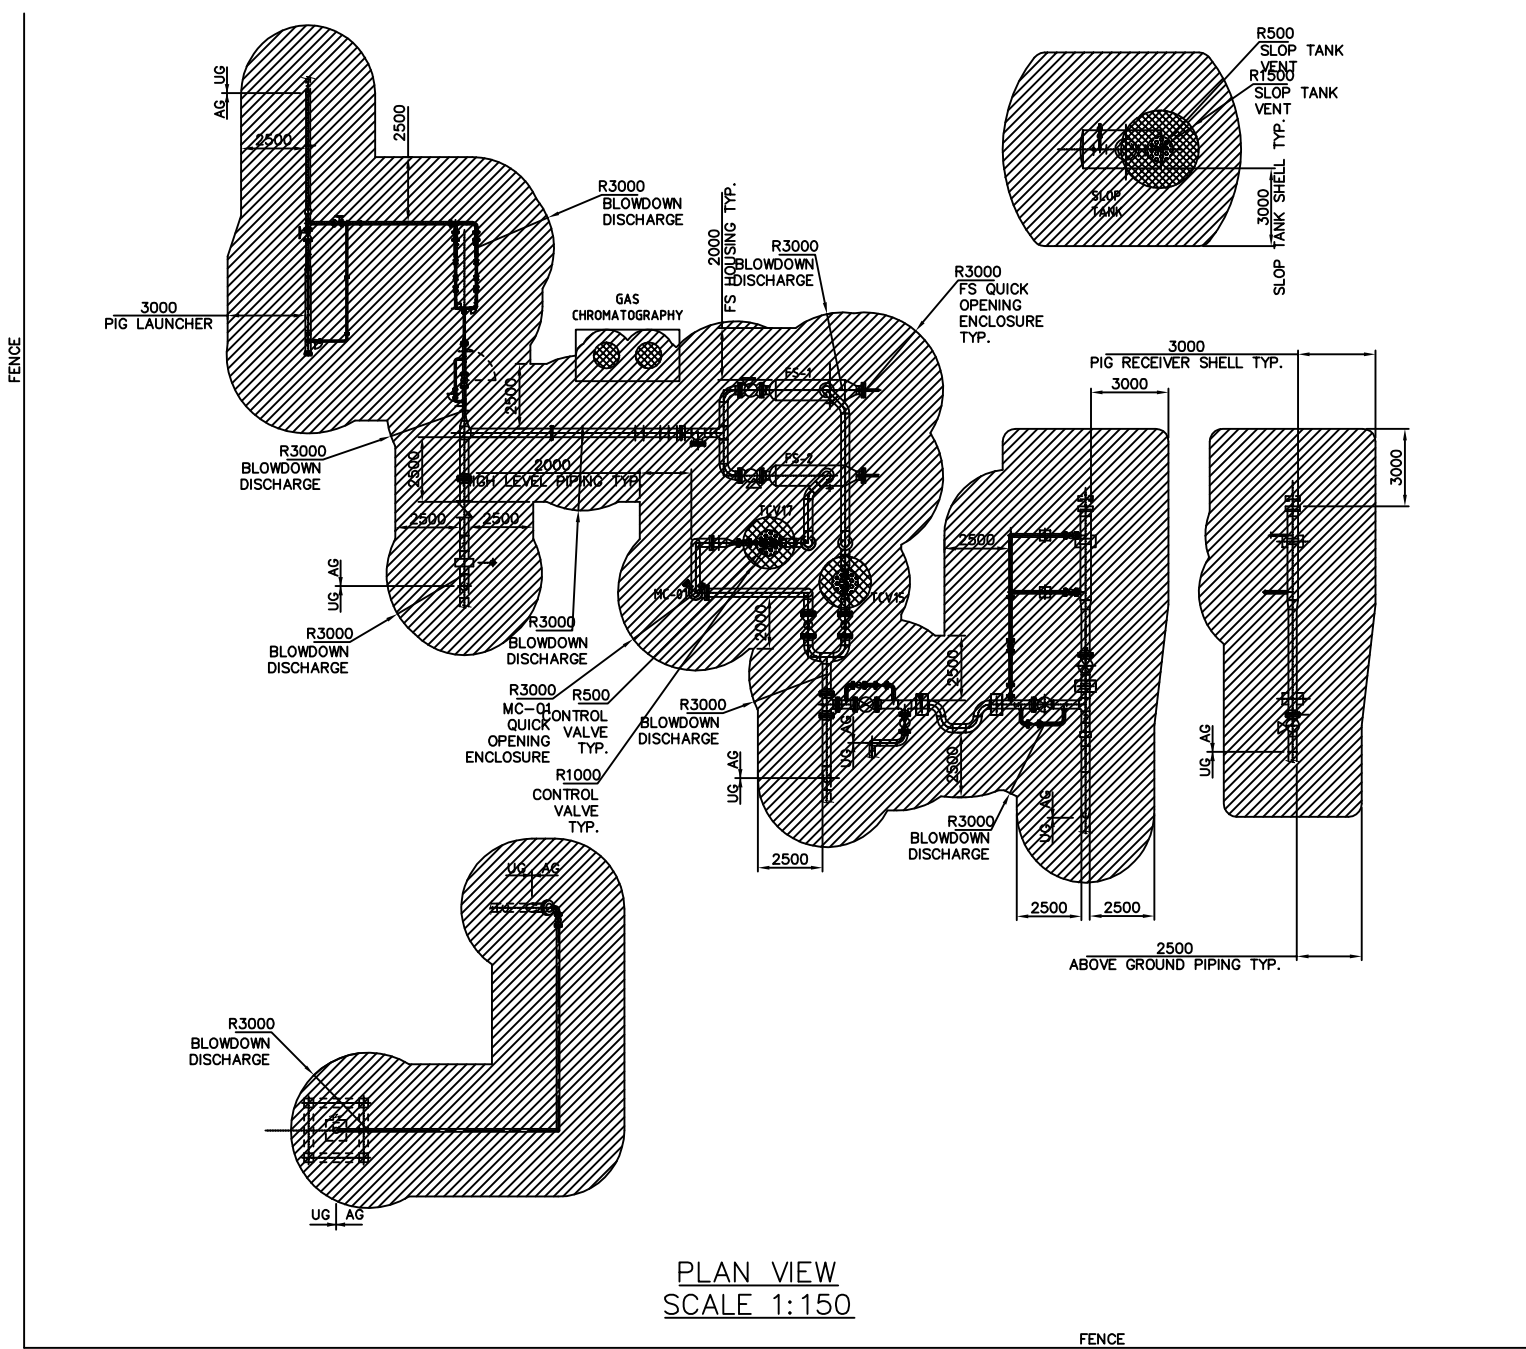 R500
SLOP TANK
VENT
R1500
SLOP TANK
VENT
UG
AG
2500
2500
SLOP TANK SHELL TYP.
3000
SLOP
TANK
R3000
BLOWDOWN
DISCHARGE
2000
FS HOUSING TYP.
R3000
BLOWDOWN
DISCHARGE
R3000
FS QUICK
OPENING
ENCLOSURE
TYP.
GAS
CHROMATOGRAPHY
3000
PIG LAUNCHER
FENCE
3000
PIG RECEIVER SHELL TYP.
3000
FS-1
2500
R3000
BLOWDOWN
DISCHARGE
2500
2000
HIGH LEVEL PIPING TYP.
FS-2
3000
TCV17
2500
2500
2500
UG AG
MC-01
TCV15
2000
R3000
BLOWDOWN
DISCHARGE
R3000
BLOWDOWN
DISCHARGE
2500
R3000
MC-01
QUICK
OPENING
ENCLOSURE
R500
CONTROL
VALVE
TYP.
R3000
BLOWDOWN
DISCHARGE
UG AG
2500
UG AG
UG AG
R1000
CONTROL
VALVE
TYP.
R3000
BLOWDOWN
DISCHARGE
UG AG
2500
UG AG
2500
2500
2500
ABOVE GROUND PIPING TYP.
R3000
BLOWDOWN
DISCHARGE
UG AG
PLAN VIEW
SCALE 1:150
FENCE